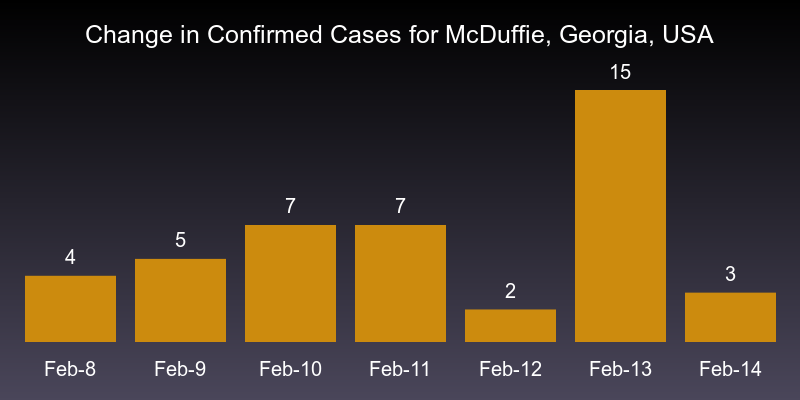 Change in Confirmed Cases for McDuffie, Georgia, USA
15
7
7
5
4
3
2
Feb-8
Feb-9
Feb-10
Feb-11
Feb-12
Feb-13
Feb-14